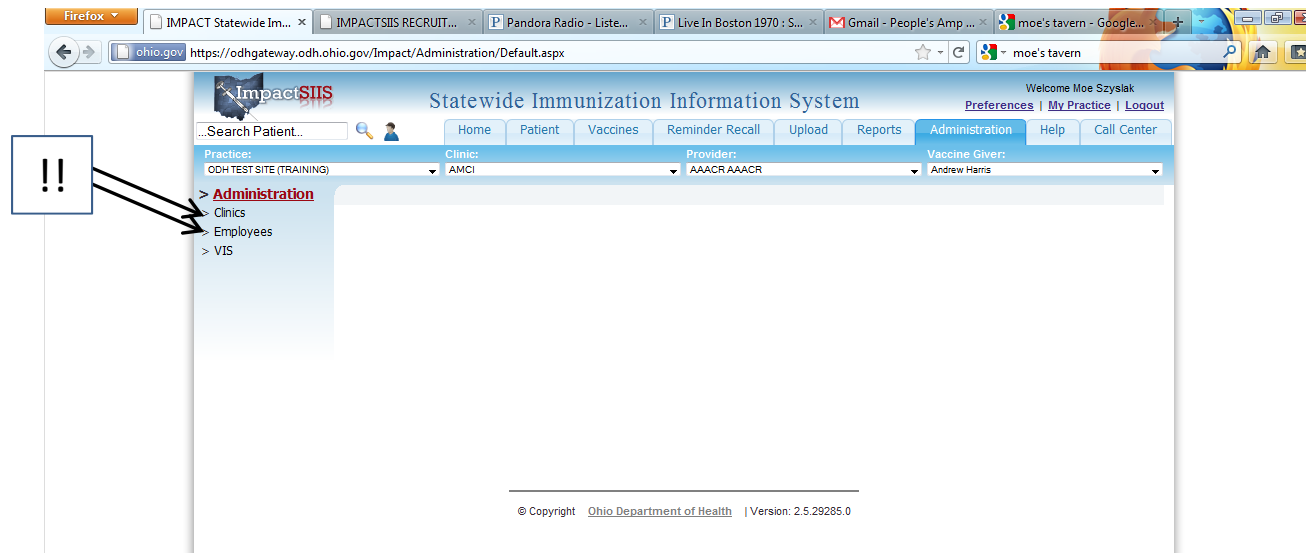 Firefox
IMPACT Statewide Im... ×
IMPACTSIIS RECRUIT... ×
P Pandora Radio - Liste... ×
P Live In Boston 1970 : S... ×
Gmail - People's Amp ... ×
moe's tavern - Google... ×
+
ohio.gov https://odhgateway.odh.ohio.gov/Impact/Administration/Default.aspx
moe's tavern
ImpactSIIS
Statewide Immunization Information System
Welcome Moe Szyslak
Preferences | My Practice | Logout
...Search Patient...
Home Patient Vaccines Reminder Recall Upload Reports Administration Help Call Center
Practice: Clinic: Provider: Vaccine Giver:
ODH TEST SITE (TRAINING) AMCI AAACR AAACR Andrew Harris
!!
> Administration
> Clinics
> Employees
> VIS
© Copyright Ohio Department of Health | Version: 2.5.29285.0